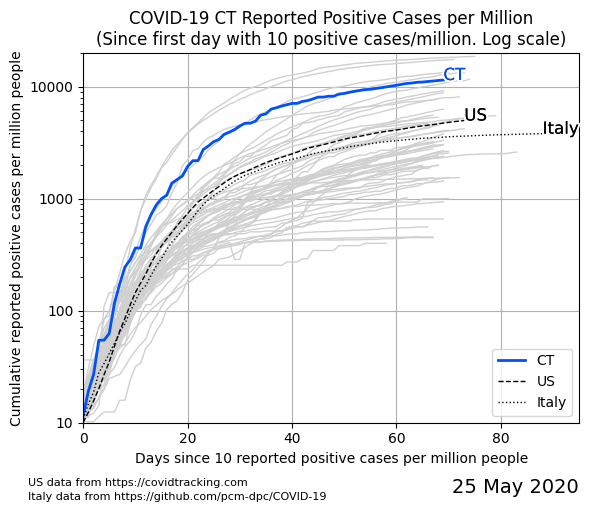 COVID-19 CT Reported Positive Cases per Million
(Since first day with 10 positive cases/million. Log scale)
Cumulative reported positive cases per million people
10000
1000
100
10
CT
US
Italy
CT
US
Italy
0
20
40
60
80
Days since 10 reported positive cases per million people
US data from https://covidtracking.com
Italy data from https://github.com/pcm-dpc/COVID-19
25 May 2020